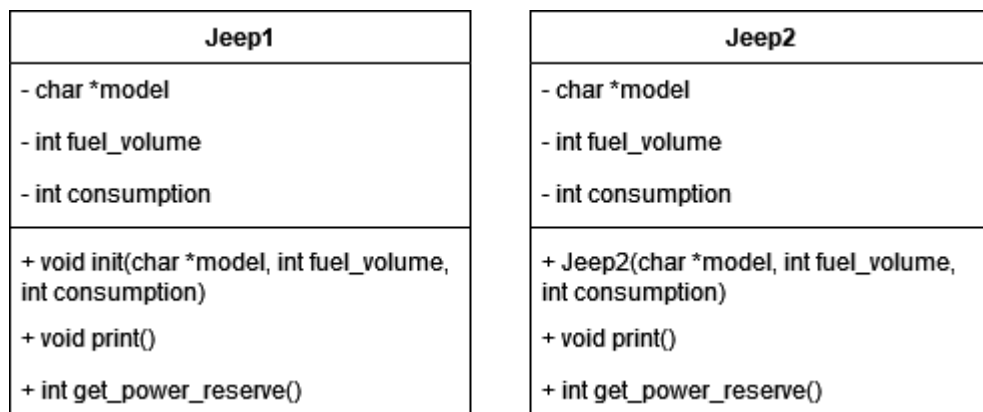 Jeep1
- char *model
- int fuel_volume
- int consumption
+ void init(char *model, int fuel_volume,
int consumption)
+ void print()
+ int get_power_reserve()
Jeep2
- char *model
- int fuel_volume
- int consumption
+ Jeep2(char *model, int fuel_volume,
int consumption)
+ void print()
+ int get_power_reserve()